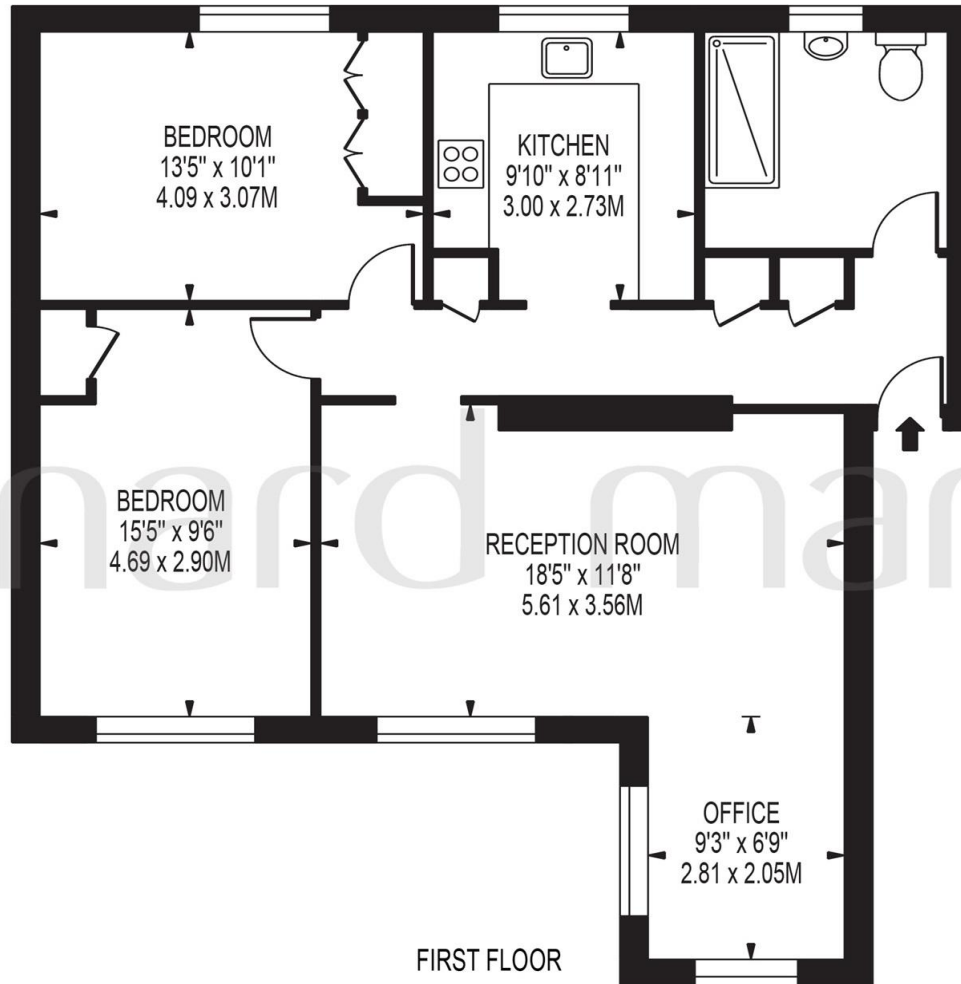 BEDROOM
13'5" x 10'1"
4.09 x 3.07M
KITCHEN
9'10" x 8'11"
3.00 x 2.73M
BEDROOM
15'5" x 9'6"
4.69 x 2.90M
RECEPTION ROOM
18'5" x 11'8"
5.61 x 3.56M
nard mar
OFFICE
9'3" x 6'9"
2.81 x 2.05M
FIRST FLOOR